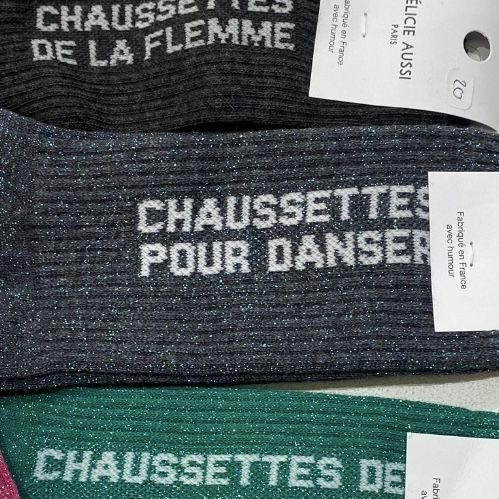 CHAUSSETTES
DE LA FLEMME
Fabriqué en France
avec humour
FÉLICIE AUSSI
PARIS
20
CHAUSSETTES
POUR DANSER
Fabriqué en France
avec humour
CHAUSSETTES DE